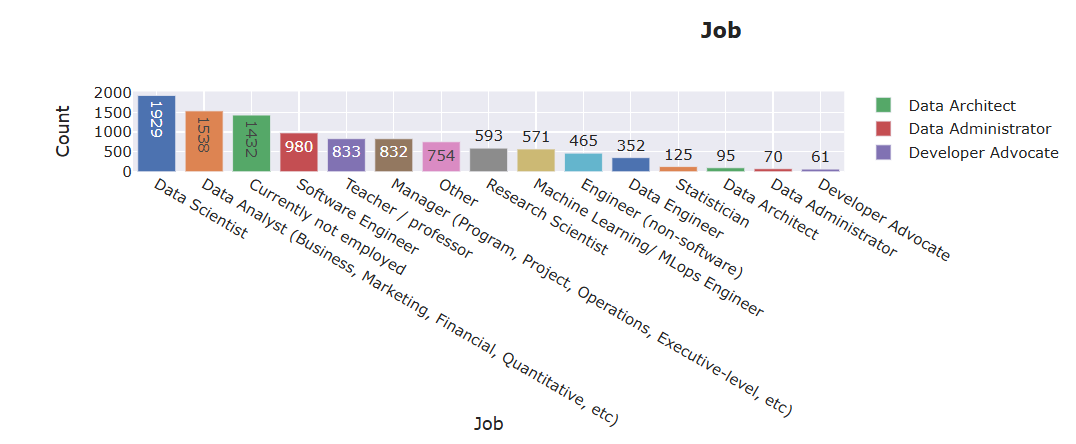 Job
Count
2000
1500
1000
500
0
1929
1538
1432
980
833
832
754
593
571
465
352
125
95
70
61
Data Scientist
Data Analyst (Business, Marketing, Financial, Quantitative, etc)
Currently not employed
Software Engineer
Teacher / professor
Manager (Program, Project, Operations, Executive-level, etc)
Other
Research Scientist
Machine Learning/ MLops Engineer
Engineer (non-software)
Data Engineer
Statistician
Data Architect
Data Administrator
Developer Advocate
Job
Data Architect
Data Administrator
Developer Advocate